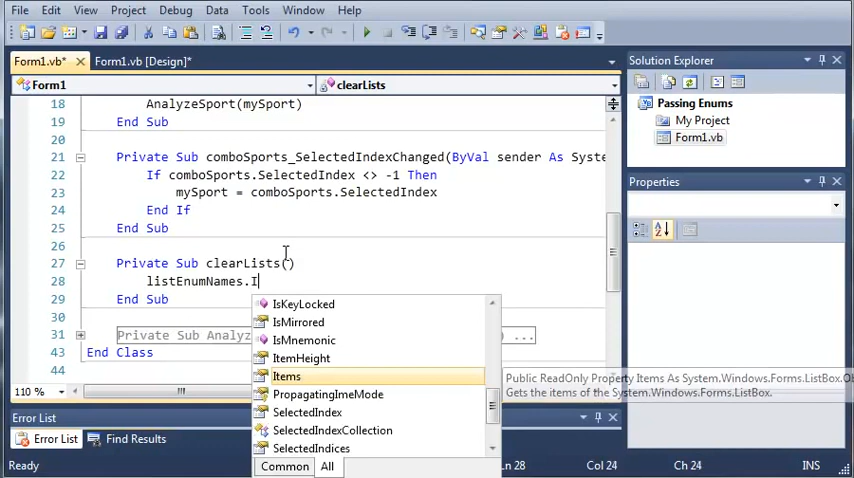 File Edit View Project Debug Data Tools Window Help
Form1.vb* Form1.vb [Design]*
Form1 clearLists
18 AnalyzeSport(mySport)
19 End Sub
20
21 Private Sub comboSports_SelectedIndexChanged(ByVal sender As Syste
22 If comboSports.SelectedIndex <> -1 Then
23 mySport = comboSports.SelectedIndex
24 End If
25 End Sub
26
27 Private Sub clearLists()
28 listEnumNames.I
29 End Sub
31 Private Sub Analyz ) ...
43 End Class
44
IsKeyLocked
IsMirrored
IsMnemonic
ItemHeight
Items
PropagatingImeMode
SelectedIndex
SelectedIndexCollection
SelectedIndices
Common All
Public ReadOnly Property Items As System.Windows.Forms.ListBox.Ob
Gets the items of the System.Windows.Forms.ListBox.
110 %
Error List
Error List Find Results
Ready Ln 28 Col 24 Ch 24 INS
Solution Explorer
Passing Enums
My Project
Form1.vb
Properties